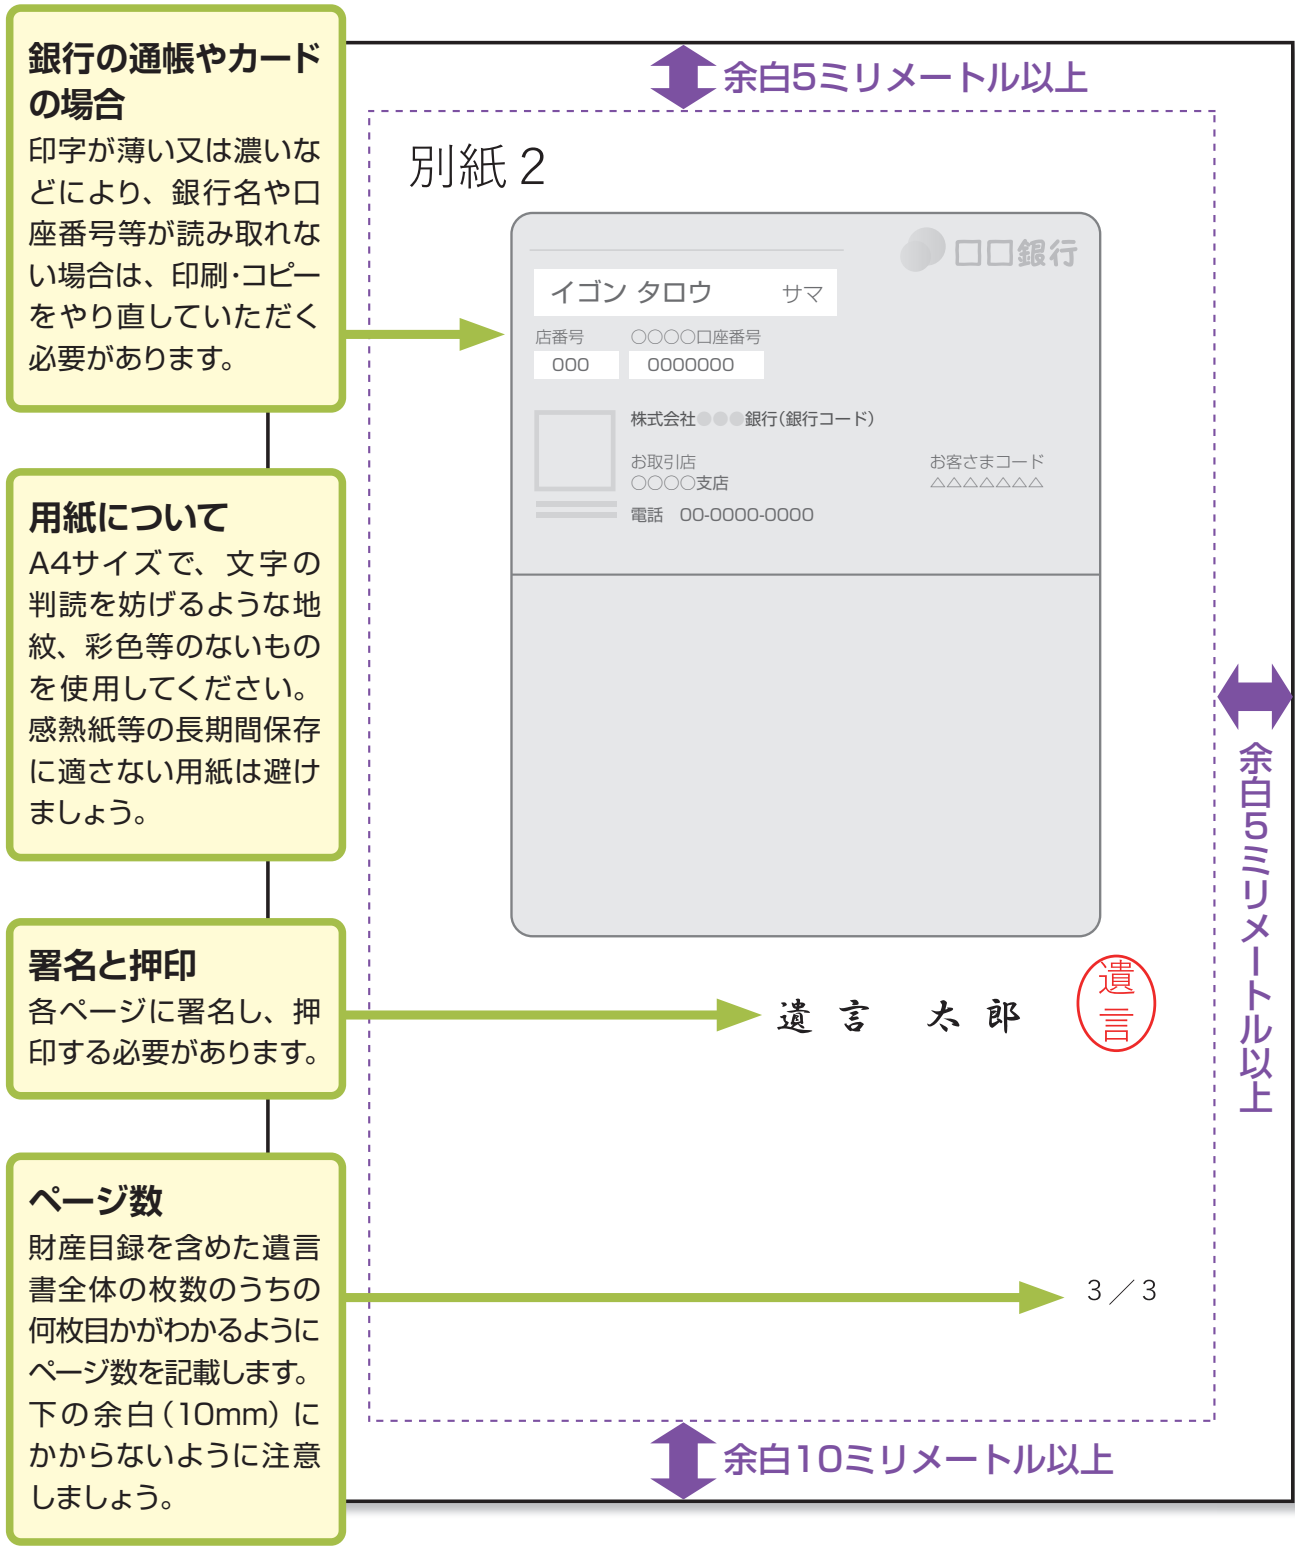 銀行の通帳やカード
の場合
印字が薄い又は濃いな
どにより、銀行名や口
座番号等が読み取れな
い場合は、印刷・コピー
をやり直していただく
必要があります。
用紙について
A4サイズで、文字の
判読を妨げるような地
紋、彩色等のないもの
を使用してください。
感熱紙等の長期間保存
に適さない用紙は避け
ましょう。
署名と押印
各ページに署名し、押
印する必要があります。
ページ数
財産目録を含めた遺言
書全体の枚数のうちの
何枚目かがわかるように
ページ数を記載します。
下の余白（10mm）に
かからないように注意
しましょう。
余白5ミリメートル以上
別紙２
□□銀行
イゴン タロウ　サマ
店番号　○○○○口座番号
000　0000000
株式会社●●●銀行（銀行コード）
お取引店　お客さまコード
○○○○支店　△△△△△△△
電話　00-0000-0000
遺言　太郎
遺言
３／３
余白5ミリメートル以上
余白10ミリメートル以上